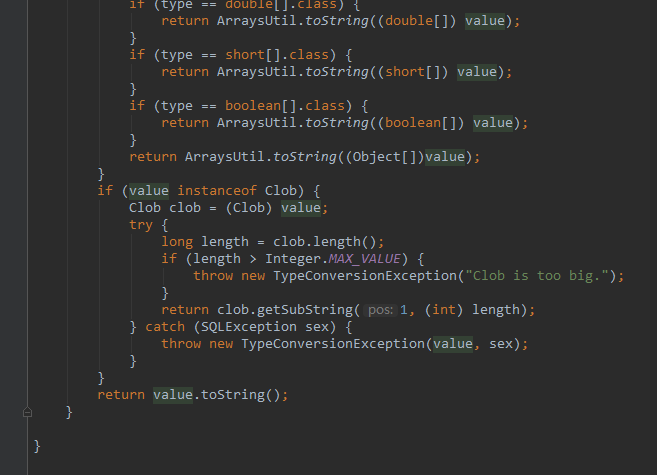 if (type == double[].class) {
return ArraysUtil.toString((double[]) value);
}
if (type == short[].class) {
return ArraysUtil.toString((short[]) value);
}
if (type == boolean[].class) {
return ArraysUtil.toString((boolean[]) value);
}
return ArraysUtil.toString((Object[])value);
}
if (value instanceof Clob) {
Clob clob = (Clob) value;
try {
long length = clob.length();
if (length > Integer.MAX_VALUE) {
throw new TypeConversionException("Clob is too big.");
}
return clob.getSubString( pos: 1, (int) length);
} catch (SQLException sex) {
throw new TypeConversionException(value, sex);
}
}
return value.toString();
}
}